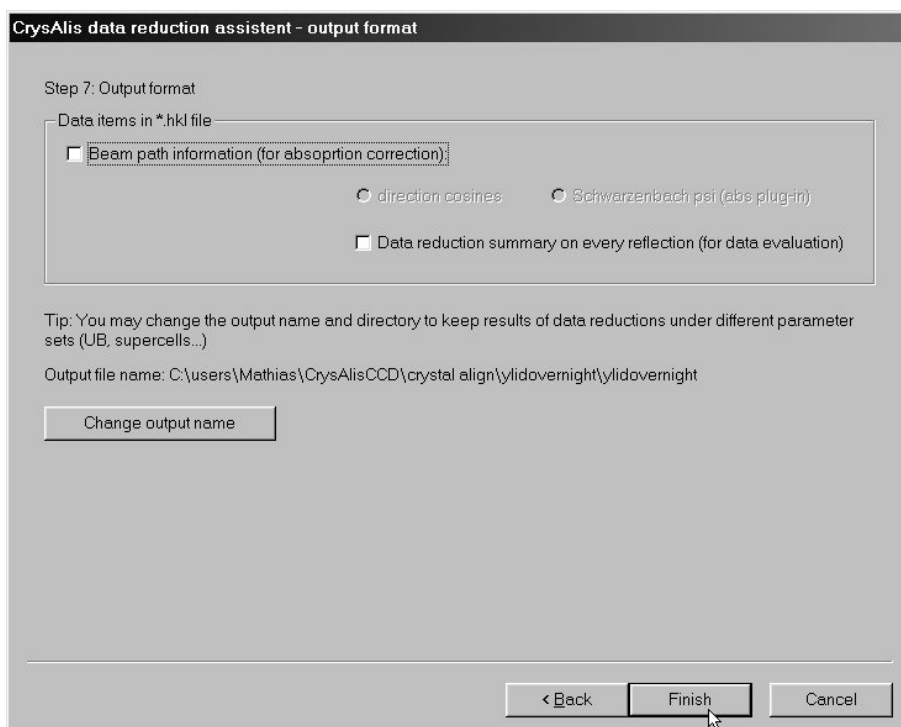 CrysAlis data reduction assistent - output format
Step 7: Output format
Data items in *.hkl file
Beam path information (for absoprtion correction):
direction cosines
Schwarzenbach psi (abs plug-in)
Data reduction summary on every reflection (for data evaluation)
Tip: You may change the output name and directory to keep results of data reductions under different parameter
sets (UB, supercells...)
Output file name: C:\users\Mathias\CrysAlisCCD\crystal align\ylidovernight\ylidovernight
Change output name
< Back
Finish
Cancel